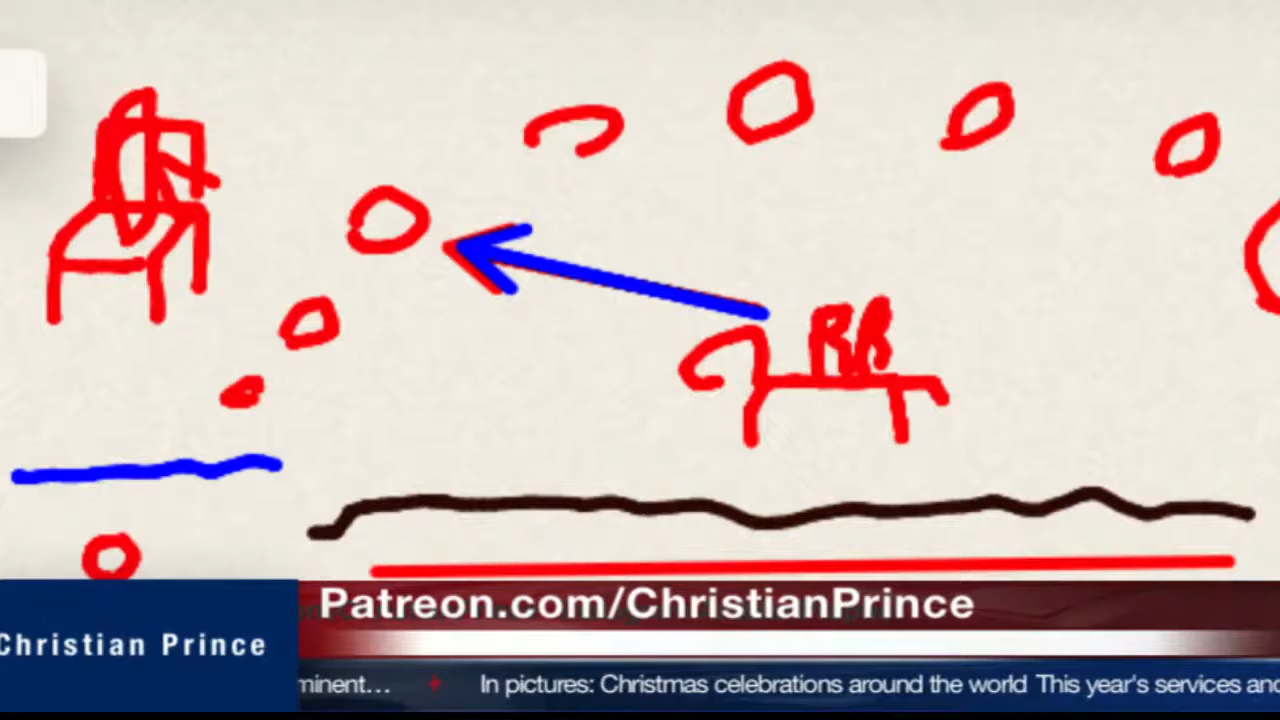 Patreon.com/ChristianPrince
Christian Prince
minent... In pictures: Christmas celebrations around the world This year's services and